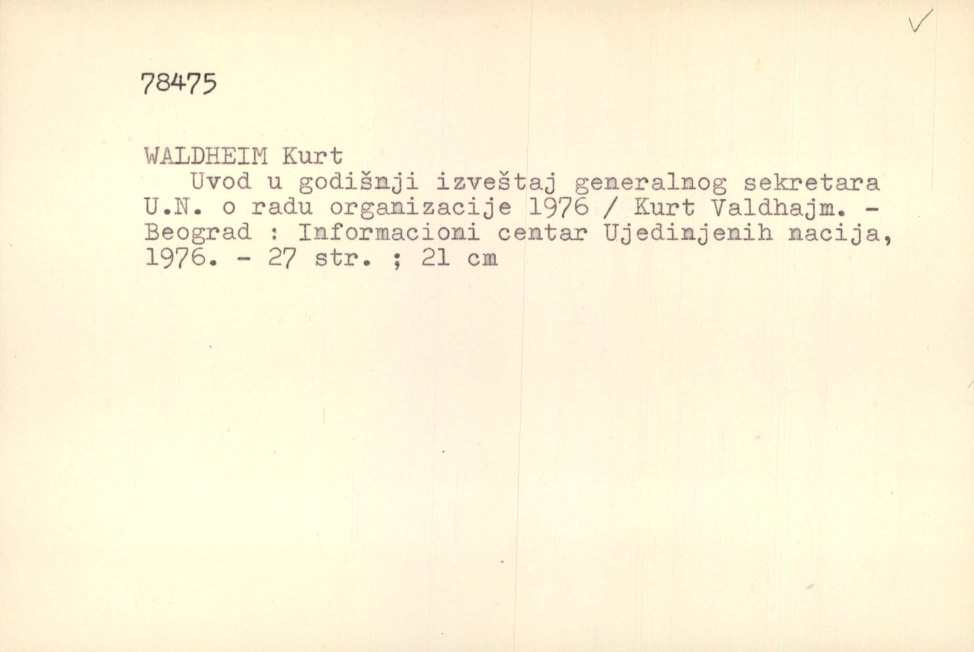 78475
WALDHEIM Kurt
Uvod u godišnji izveštaj generalnog sekretara
U.N. o radu organizacije 1976 / Kurt Valdhajm. -
Beograd : Informacioni centar Ujedinjenih nacija,
1976. - 27 str. ; 21 cm